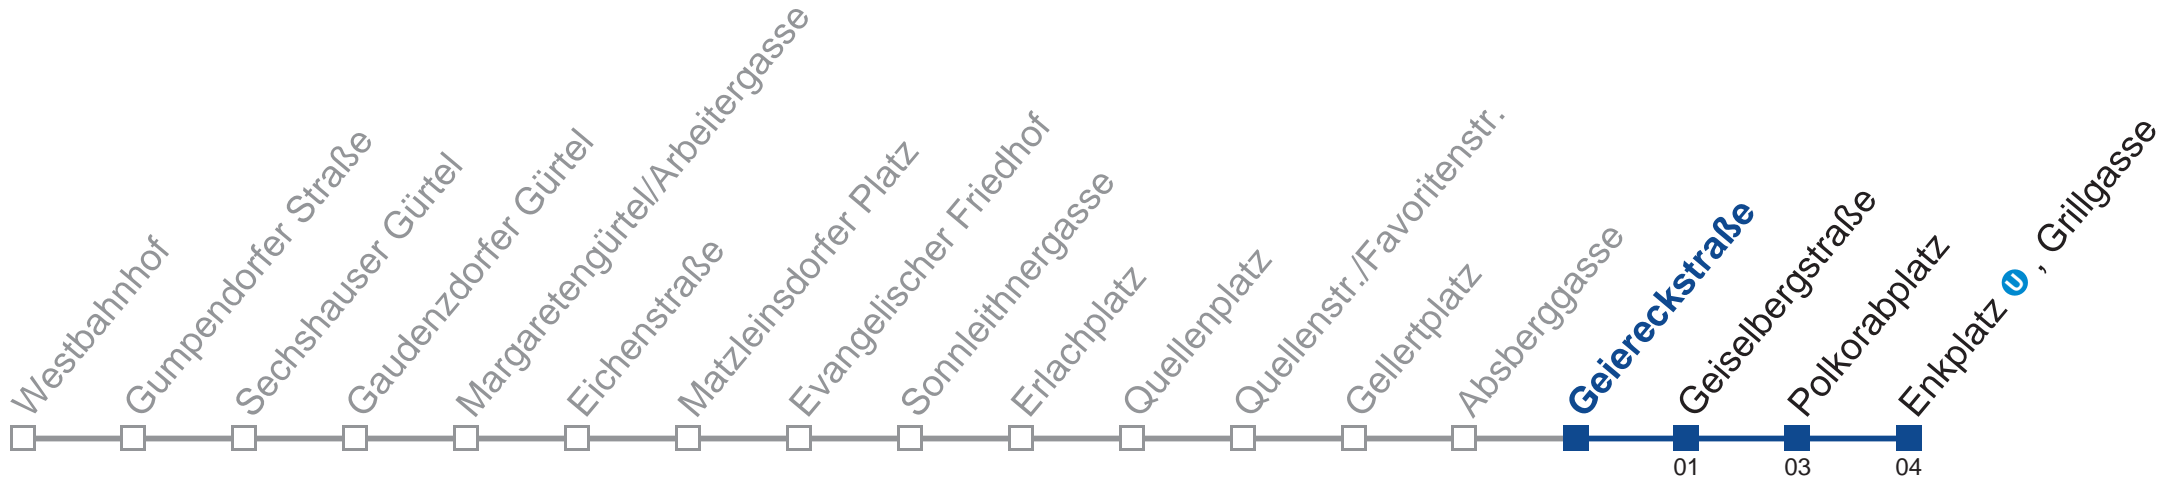 Westbahnhof
Gumpendorfer Straße
Sechshauser Gürtel
Gaudenzdorfer Gürtel
Margaretengürtel/Arbeitergasse
Eichenstraße
Matzleinsdorfer Platz
Evangelischer Friedhof
Sonnleithnergasse
Erlachplatz
Quellenplatz
Quellenstr./Favoritenstr.
Gellertplatz
Absberggasse
Geiereckstraße
Geiselbergstraße
Polkorabplatz
Enkplatz U , Grillgasse
01 03 04